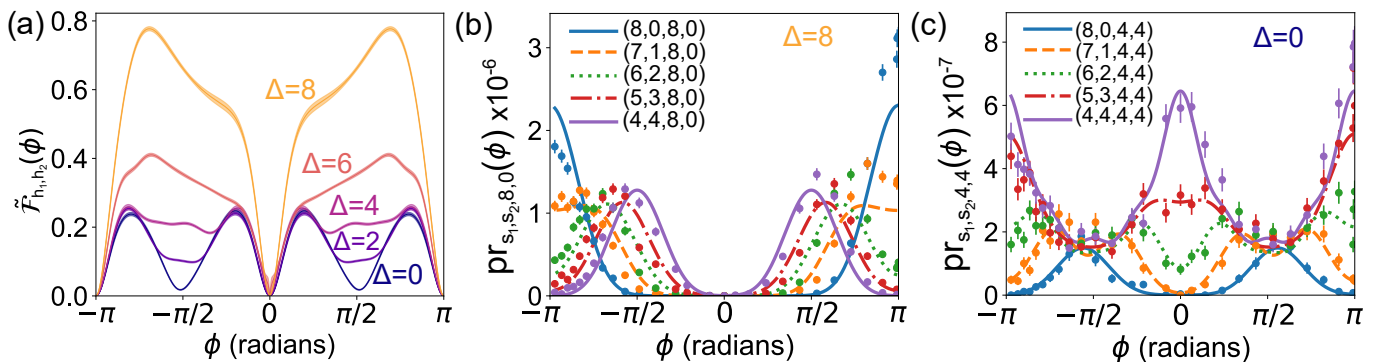 (a)
0.8
0.6
0.4
0.2
0.0
F̃h₁,h₂(ϕ)
Δ=8
Δ=6
Δ=4
Δ=2
Δ=0
−π
−π/2
0
π/2
π
ϕ (radians)
(b)
3
2
1
0
prs₁,s₂,8,0(ϕ) x10⁻⁶
(8,0,8,0)
(7,1,8,0)
(6,2,8,0)
(5,3,8,0)
(4,4,8,0)
Δ=8
−π
−π/2
0
π/2
π
ϕ (radians)
(c)
8
6
4
2
0
prs₁,s₂,4,4(ϕ) x10⁻⁷
(8,0,4,4)
(7,1,4,4)
(6,2,4,4)
(5,3,4,4)
(4,4,4,4)
Δ=0
−π
−π/2
0
π/2
π
ϕ (radians)